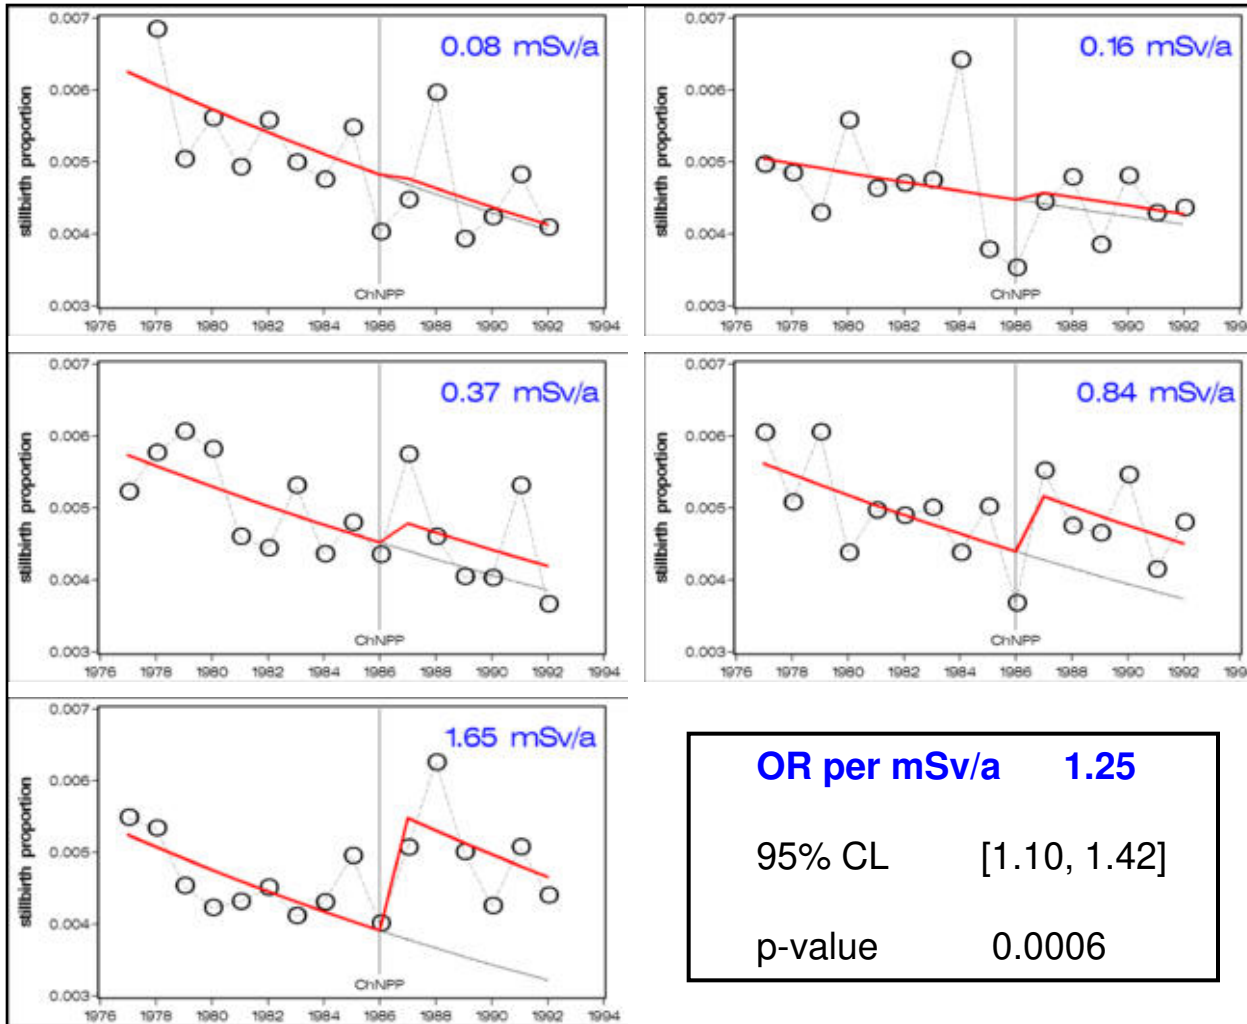 0.007
0.006
0.005
0.004
0.003
stillbirth proportion
0.08 mSv/a
ChNPP
1976 1978 1980 1982 1984 1986 1988 1990 1992 1994
0.007
0.006
0.005
0.004
0.003
stillbirth proportion
0.16 mSv/a
ChNPP
1976 1978 1980 1982 1984 1986 1988 1990 1992 199
0.007
0.006
0.005
0.004
0.003
stillbirth proportion
0.37 mSv/a
ChNPP
1976 1978 1980 1982 1984 1986 1988 1990 1992 1994
0.007
0.006
0.005
0.004
0.003
stillbirth proportion
0.84 mSv/a
ChNPP
1976 1978 1980 1982 1984 1986 1988 1990 1992 199
0.007
0.006
0.005
0.004
0.003
stillbirth proportion
1.65 mSv/a
ChNPP
1976 1978 1980 1982 1984 1986 1988 1990 1992 1994
OR per mSv/a 1.25
95% CL [1.10, 1.42]
p-value 0.0006